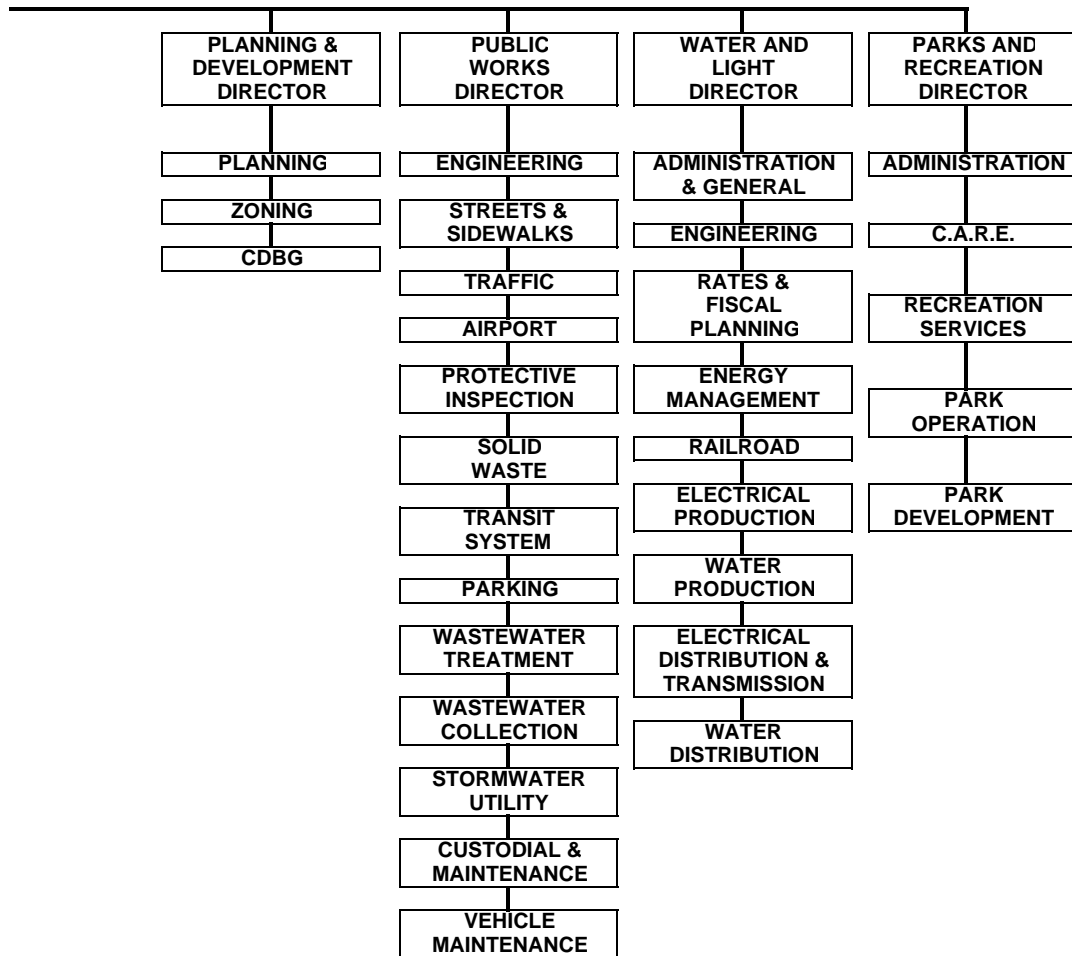 PLANNING &
DEVELOPMENT
DIRECTOR
PLANNING
ZONING
CDBG
PUBLIC
WORKS
DIRECTOR
ENGINEERING
STREETS &
SIDEWALKS
TRAFFIC
AIRPORT
PROTECTIVE
INSPECTION
SOLID
WASTE
TRANSIT
SYSTEM
PARKING
WASTEWATER
TREATMENT
WASTEWATER
COLLECTION
STORMWATER
UTILITY
CUSTODIAL &
MAINTENANCE
VEHICLE
MAINTENANCE
WATER AND
LIGHT
DIRECTOR
ADMINISTRATION
& GENERAL
ENGINEERING
RATES &
FISCAL
PLANNING
ENERGY
MANAGEMENT
RAILROAD
ELECTRICAL
PRODUCTION
WATER
PRODUCTION
ELECTRICAL
DISTRIBUTION &
TRANSMISSION
WATER
DISTRIBUTION
PARKS AND
RECREATION
DIRECTOR
ADMINISTRATION
C.A.R.E.
RECREATION
SERVICES
PARK
OPERATION
PARK
DEVELOPMENT